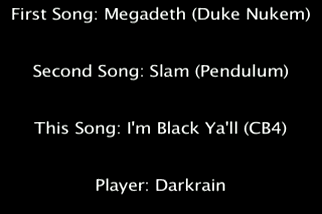 First Song: Megadeth (Duke Nukem)
Second Song: Slam (Pendulum)
This Song: I'm Black Ya'll (CB4)
Player: Darkrain